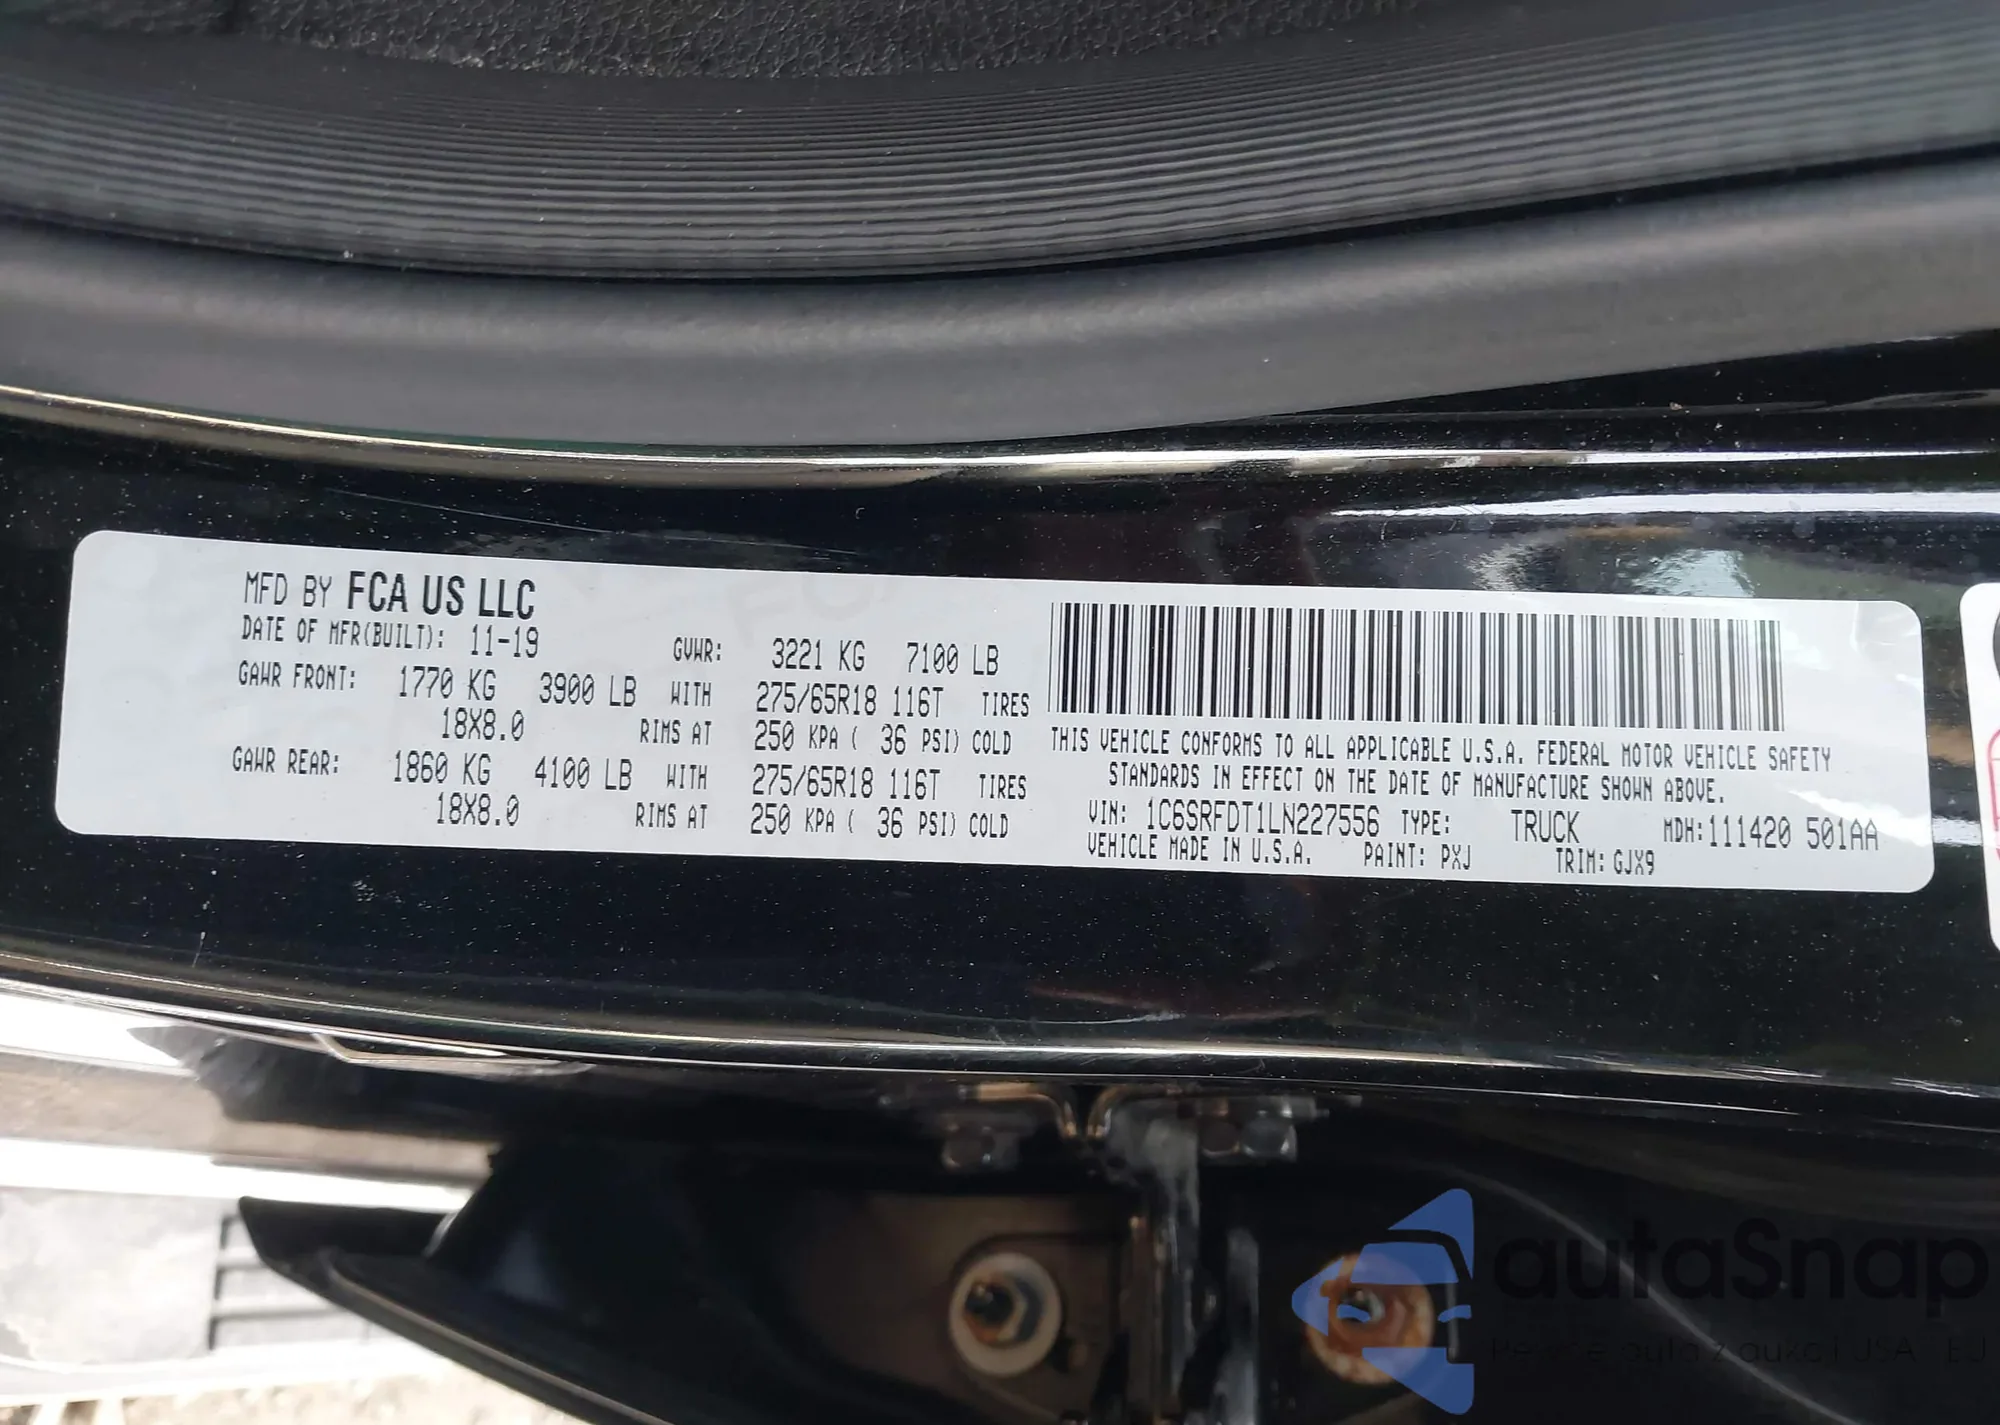 MFD BY FCA US LLC
DATE OF MFR(BUILT): 11-19 GVWR: 3221 KG 7100 LB
GAWR FRONT: 1770 KG 3900 LB WITH 275/65R18 116T TIRES
18X8.0 RIMS AT 250 KPA ( 36 PSI) COLD
GAWR REAR: 1860 KG 4100 LB WITH 275/65R18 116T TIRES
18X8.0 RIMS AT 250 KPA ( 36 PSI) COLD
THIS VEHICLE CONFORMS TO ALL APPLICABLE U.S.A. FEDERAL MOTOR VEHICLE SAFETY
STANDARDS IN EFFECT ON THE DATE OF MANUFACTURE SHOWN ABOVE.
VIN: 1C6SRFDT1LN227556 TYPE: TRUCK MDH: 111420 501AA
VEHICLE MADE IN U.S.A. PAINT: PXJ TRIM: GJX9
autaSnap
auta z aukcji USA